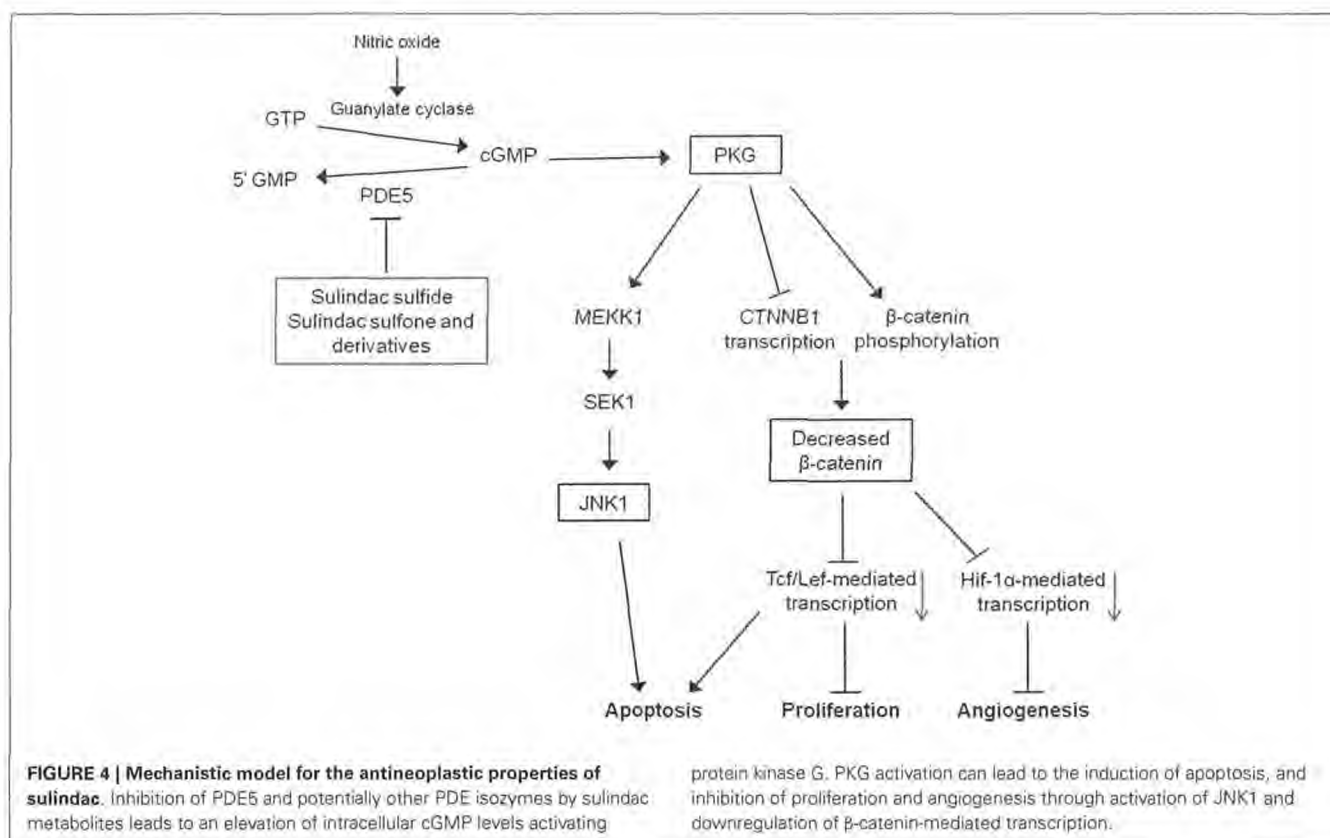 Nitric oxide
Guanylate cyclase
GTP
cGMP
PKG
5' GMP
PDE5
Sulindac sulfide
Sulindac sulfone and
derivatives
MEKK1
CTNNB1
transcription
β-catenin
phosphorylation
SEK1
Decreased
β-catenin
JNK1
Tcf/Lef-mediated
transcription
Hif-1α-mediated
transcription
Apoptosis
Proliferation
Angiogenesis
FIGURE 4 | Mechanistic model for the antineoplastic properties of
sulindac. Inhibition of PDE5 and potentially other PDE isozymes by sulindac
metabolites leads to an elevation of intracellular cGMP levels activating
protein kinase G. PKG activation can lead to the induction of apoptosis, and
inhibition of proliferation and angiogenesis through activation of JNK1 and
downregulation of β-catenin-mediated transcription.